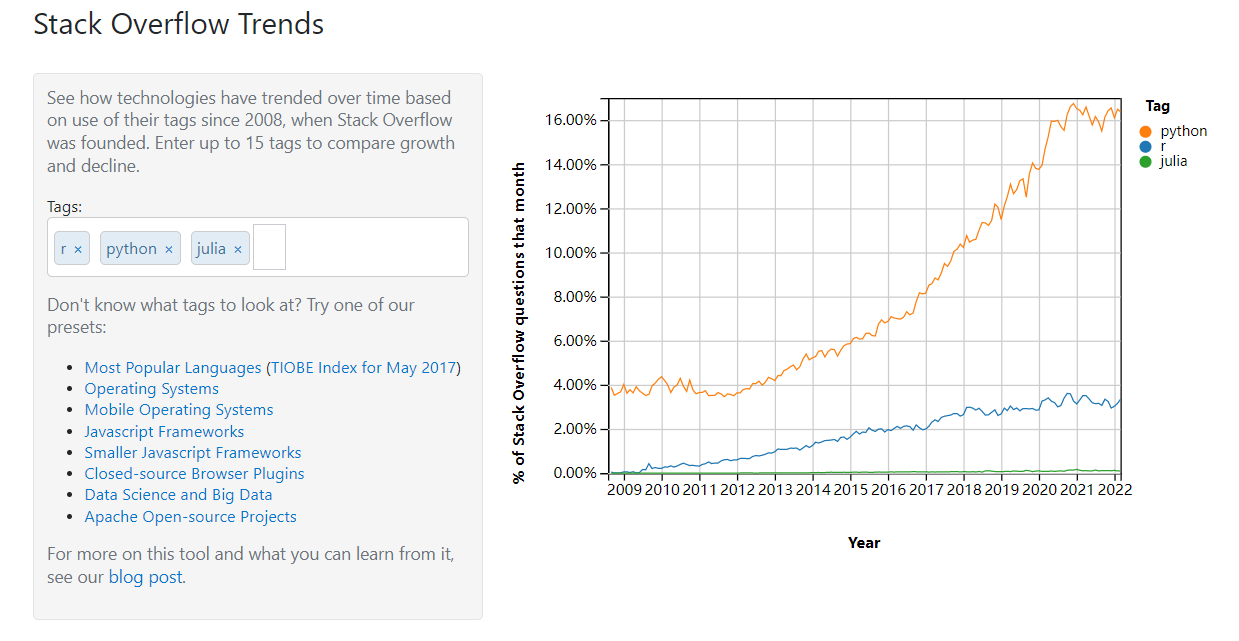 Stack Overflow Trends
See how technologies have trended over time based
on use of their tags since 2008, when Stack Overflow
was founded. Enter up to 15 tags to compare growth
and decline.
Tags:
r × python × julia ×
Don't know what tags to look at? Try one of our
presets:
• Most Popular Languages (TIOBE Index for May 2017)
• Operating Systems
• Mobile Operating Systems
• Javascript Frameworks
• Smaller Javascript Frameworks
• Closed-source Browser Plugins
• Data Science and Big Data
• Apache Open-source Projects
For more on this tool and what you can learn from it,
see our blog post.
% of Stack Overflow questions that month
16.00%
14.00%
12.00%
10.00%
8.00%
6.00%
4.00%
2.00%
0.00%
2009 2010 2011 2012 2013 2014 2015 2016 2017 2018 2019 2020 2021 2022
Year
Tag
python
r
julia